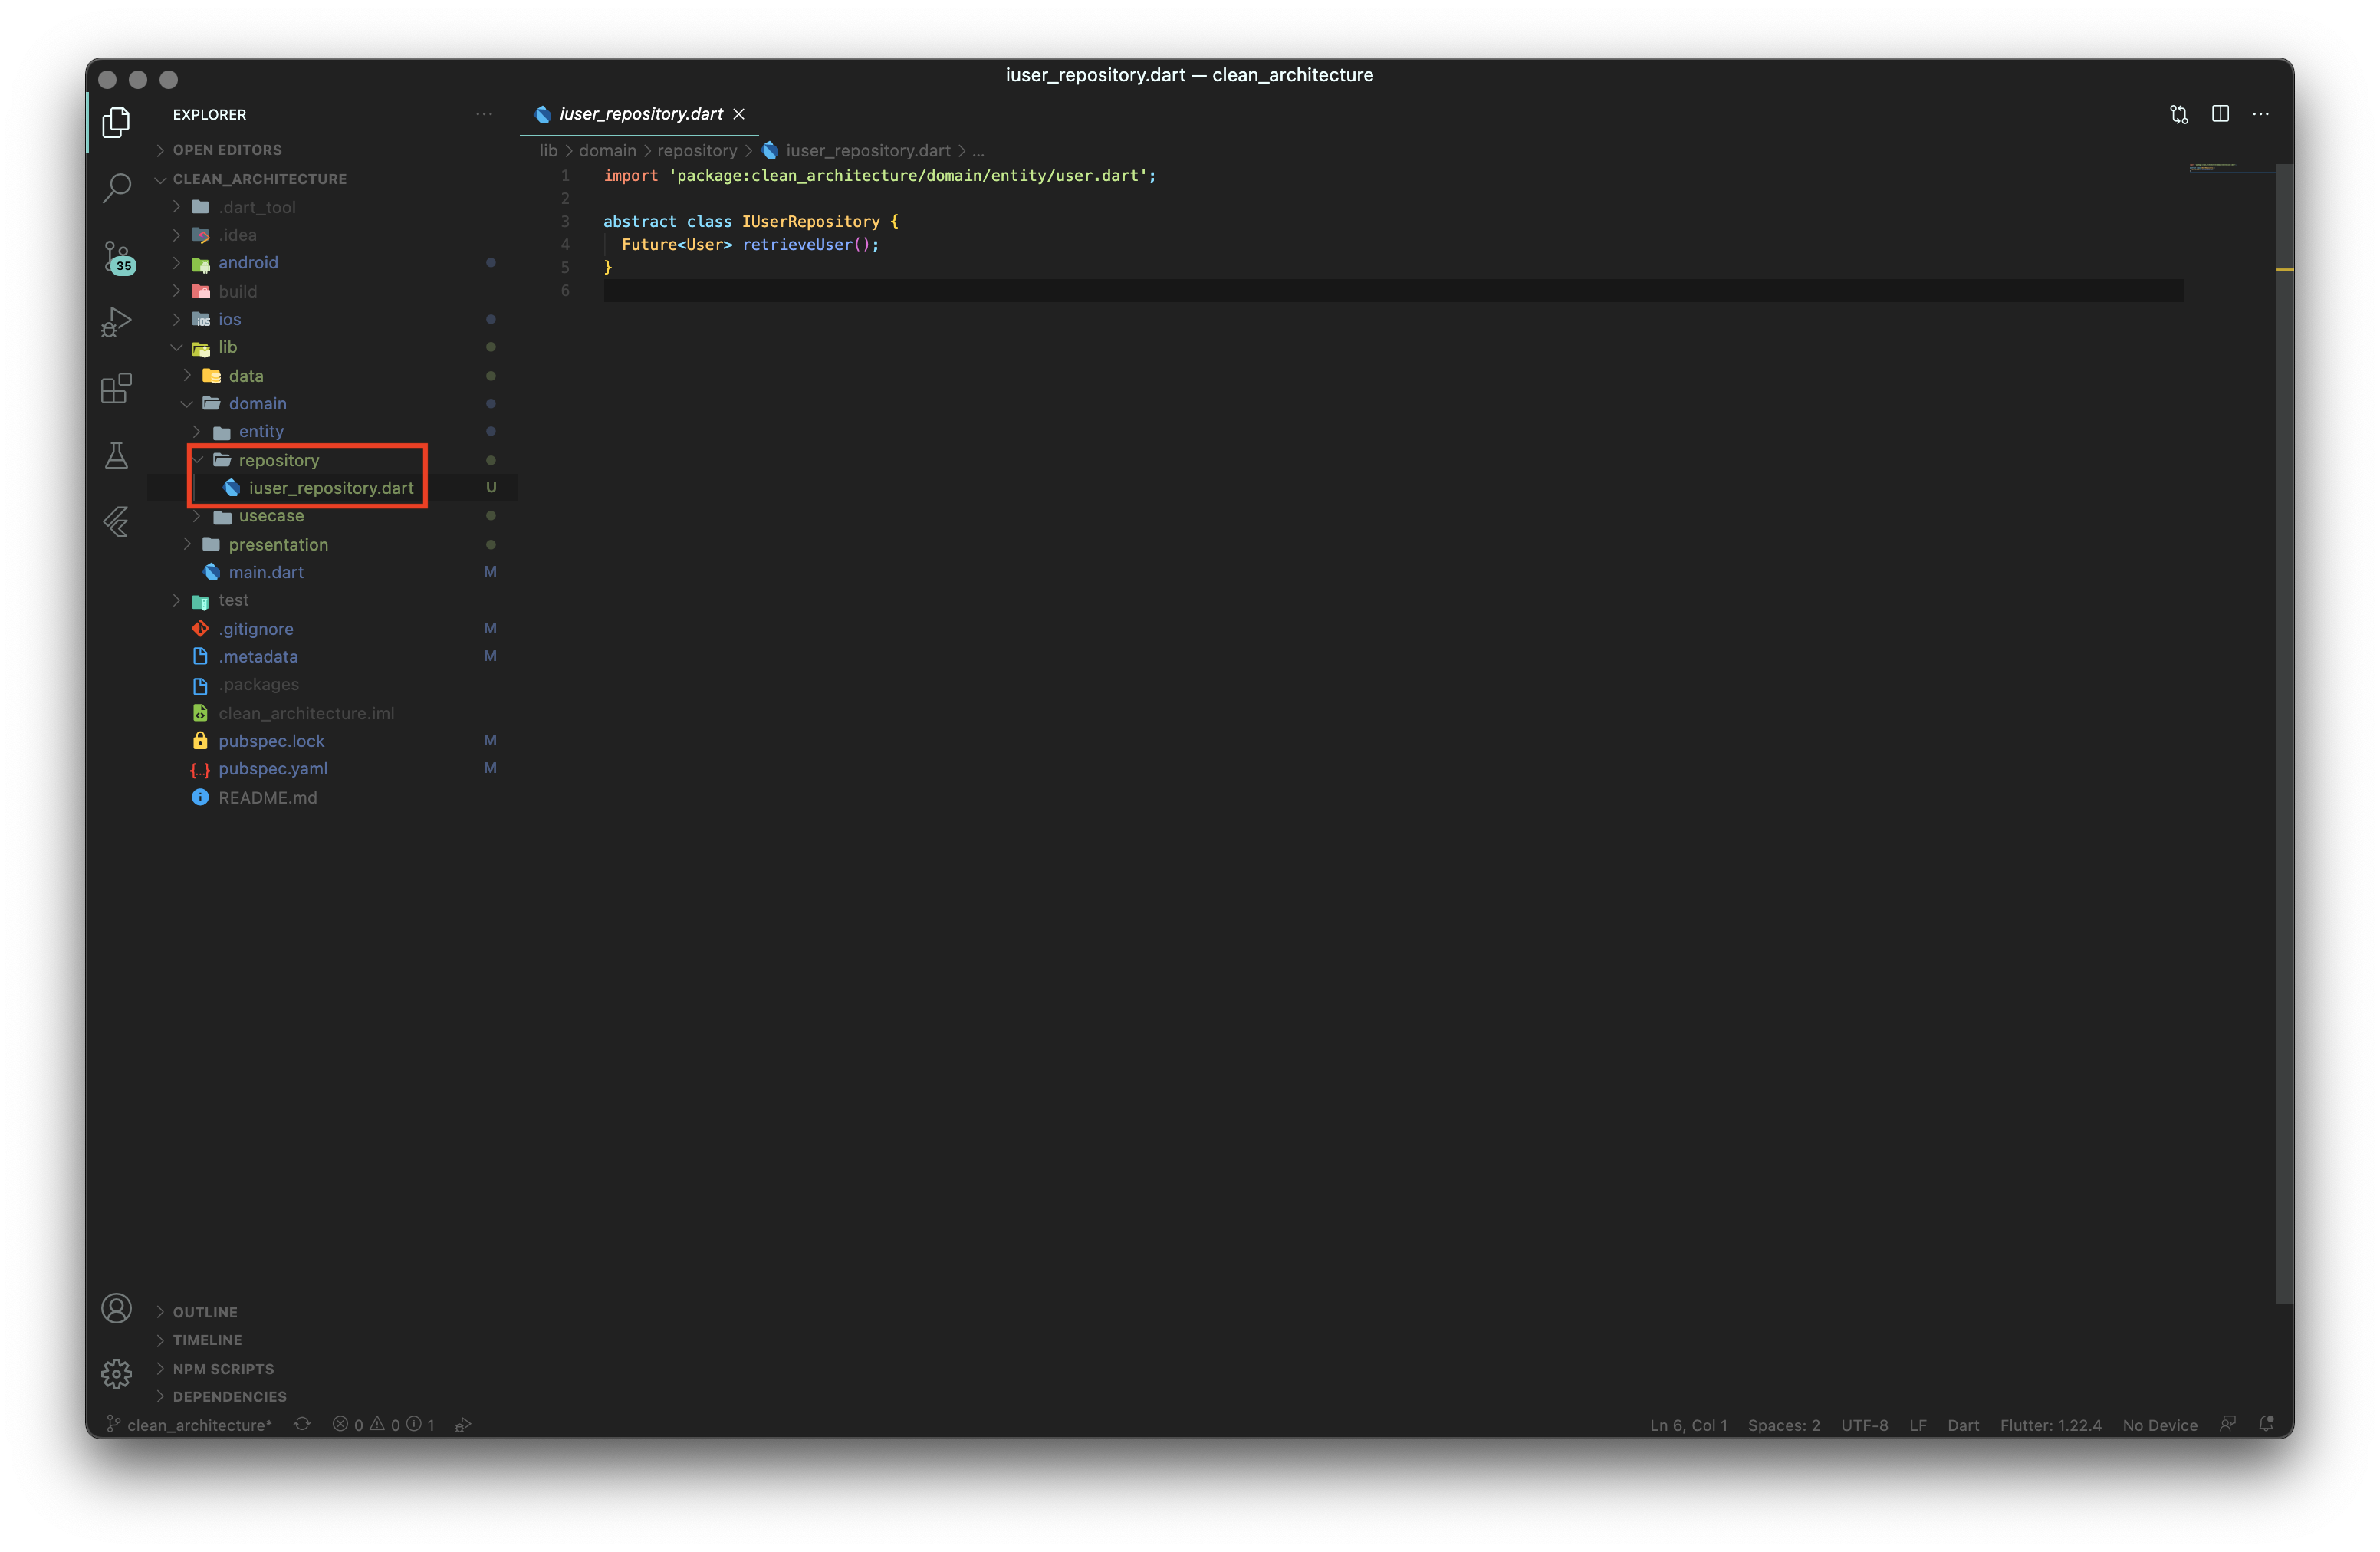 iuser_repository.dart — clean_architecture
EXPLORER
OPEN EDITORS
CLEAN_ARCHITECTURE
.dart_tool
.idea
android
build
ios
lib
data
domain
entity
repository
iuser_repository.dart U
usecase
presentation
main.dart M
test
.gitignore M
.metadata M
.packages
clean_architecture.iml
pubspec.lock M
pubspec.yaml M
README.md
OUTLINE
TIMELINE
NPM SCRIPTS
DEPENDENCIES
35
iuser_repository.dart
lib > domain > repository > iuser_repository.dart > ...
1 import 'package:clean_architecture/domain/entity/user.dart';
2
3 abstract class IUserRepository {
4 Future<User> retrieveUser();
5 }
6
clean_architecture* 0 0 1
Ln 6, Col 1 Spaces: 2 UTF-8 LF Dart Flutter: 1.22.4 No Device